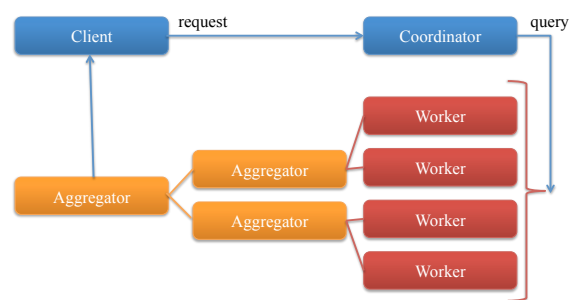 request
query
Client
Coordinator
Worker
Aggregator
Worker
Aggregator
Aggregator
Worker
Worker